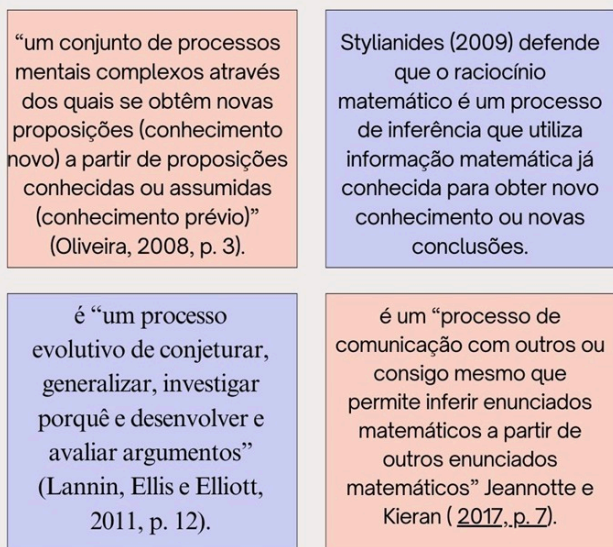 “um conjunto de processos
mentais complexos através
dos quais se obtêm novas
proposições (conhecimento
novo) a partir de proposições
conhecidas ou assumidas
(conhecimento prévio)”
(Oliveira, 2008, p. 3).
Stylianides (2009) defende
que o raciocínio
matemático é um processo
de inferência que utiliza
informação matemática já
conhecida para obter novo
conhecimento ou novas
conclusões.
é “um processo
evolutivo de conjeturar,
generalizar, investigar
porquê e desenvolver e
avaliar argumentos”
(Lannin, Ellis e Elliott,
2011, p. 12).
é um “processo de
comunicação com outros ou
consigo mesmo que
permite inferir enunciados
matemáticos a partir de
outros enunciados
matemáticos” Jeannotte e
Kieran ( 2017, p. 7).